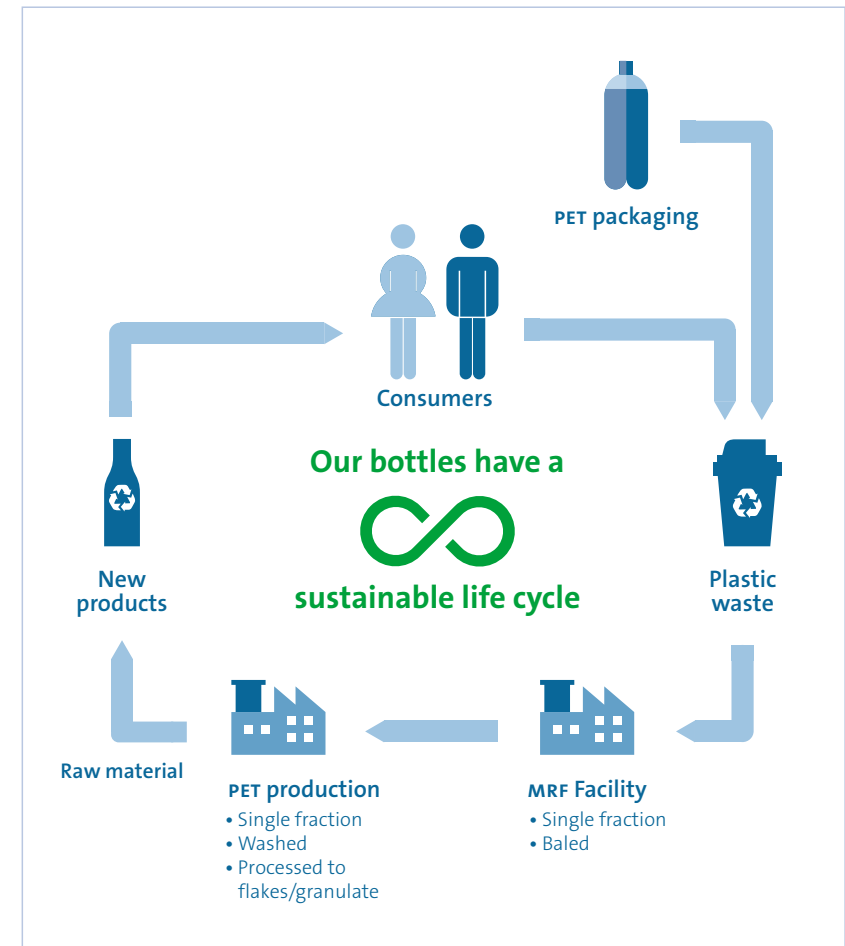 PET packaging
Consumers
Our bottles have a
sustainable life cycle
New
products
Plastic
waste
Raw material
PET production
• Single fraction
• Washed
• Processed to
flakes/granulate
MRF Facility
• Single fraction
• Baled